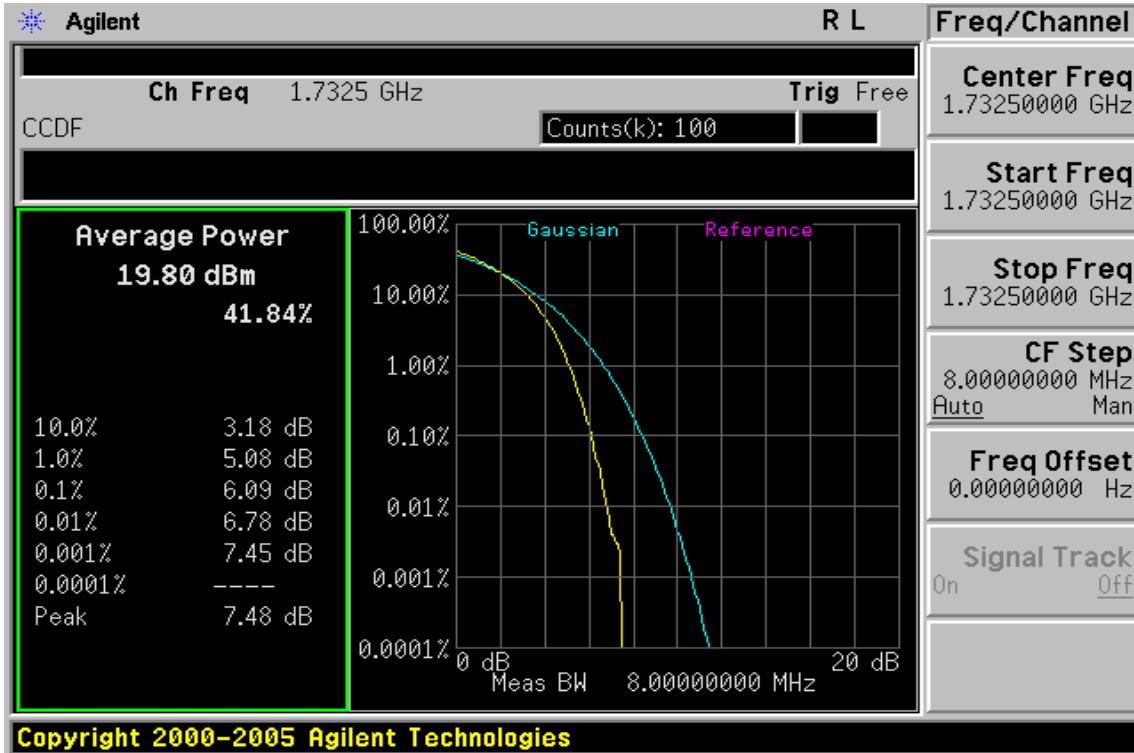 Agilent
R L
Freq/Channel
Ch Freq 1.7325 GHz
Trig Free
CCDF
Counts(k): 100
Center Freq
1.73250000 GHz
Start Freq
1.73250000 GHz
Stop Freq
1.73250000 GHz
CF Step
8.00000000 MHz
Auto Man
Freq Offset
0.00000000 Hz
Signal Track
On Off
Average Power
19.80 dBm
41.84%
10.0% 3.18 dB
1.0% 5.08 dB
0.1% 6.09 dB
0.01% 6.78 dB
0.001% 7.45 dB
0.0001% ----
Peak 7.48 dB
Gaussian Reference
100.00%
10.00%
1.00%
0.10%
0.01%
0.001%
0.0001%
0 dB 20 dB
Meas BW 8.00000000 MHz
Copyright 2000-2005 Agilent Technologies